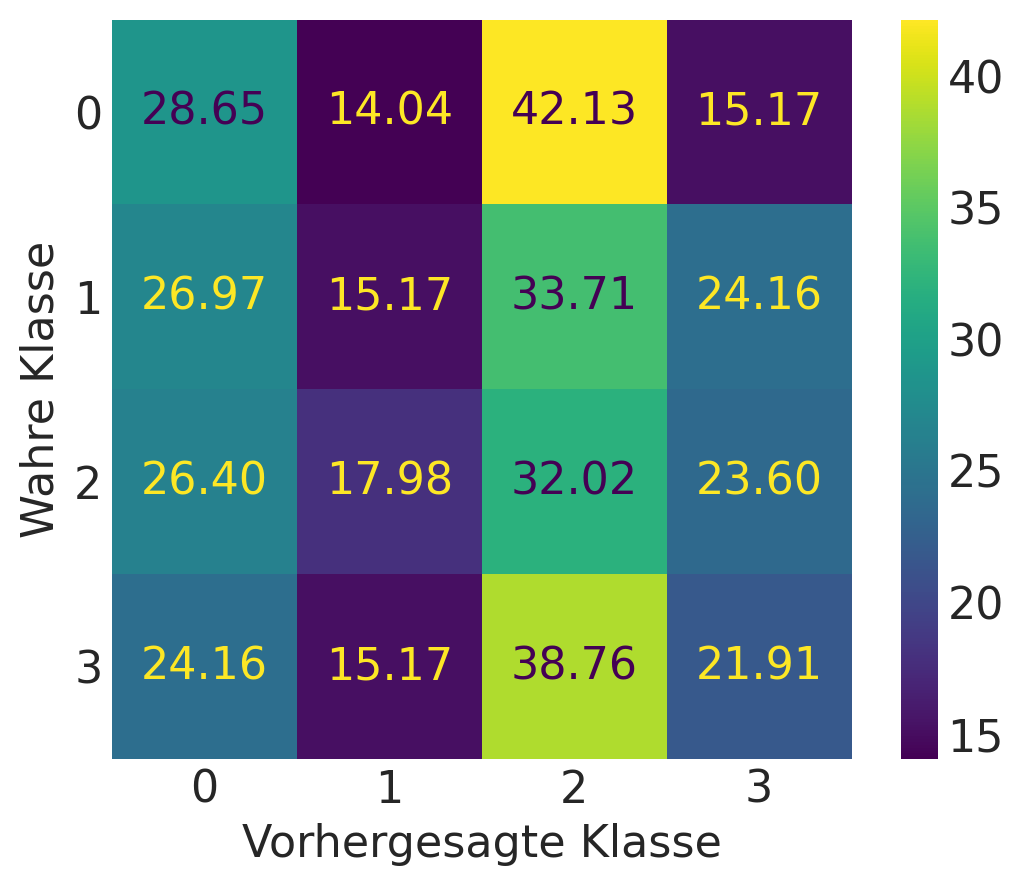 0 28.65 14.04 42.13 15.17
1 26.97 15.17 33.71 24.16
2 26.40 17.98 32.02 23.60
3 24.16 15.17 38.76 21.91
0 1 2 3
Vorhergesagte Klasse
Wahre Klasse
40
35
30
25
20
15